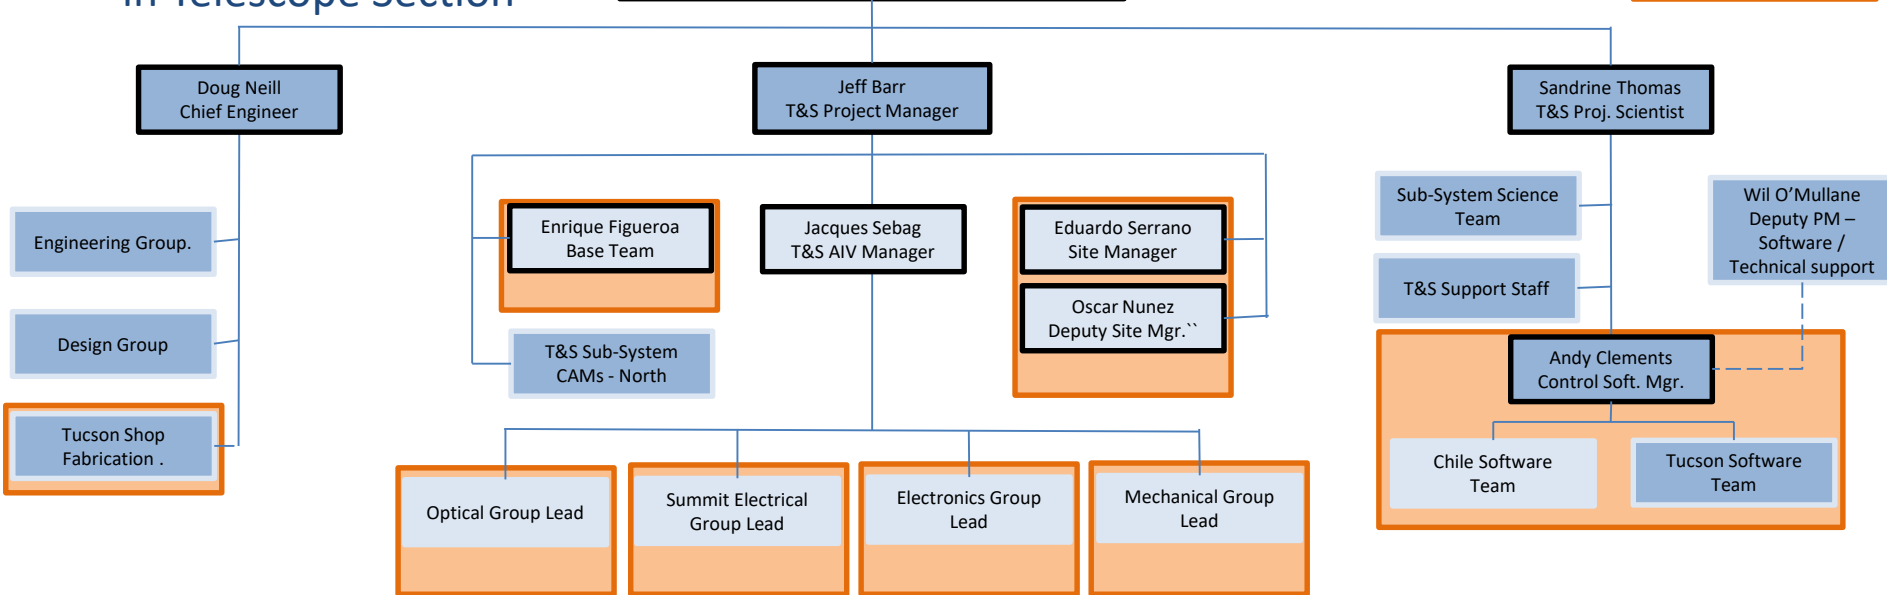 in Telescope Section
Doug Neill
Chief Engineer
Jeff Barr
T&S Project Manager
Sandrine Thomas
T&S Proj. Scientist
Engineering Group.
Design Group
Tucson Shop
Fabrication .
Enrique Figueroa
Base Team
T&S Sub-System
CAMs - North
Jacques Sebag
T&S AIV Manager
Eduardo Serrano
Site Manager
Oscar Nunez
Deputy Site Mgr.``
Optical Group Lead
Summit Electrical
Group Lead
Electronics Group
Lead
Mechanical Group
Lead
Sub-System Science
Team
T&S Support Staff
Wil O’Mullane
Deputy PM –
Software /
Technical support
Andy Clements
Control Soft. Mgr.
Chile Software
Team
Tucson Software
Team